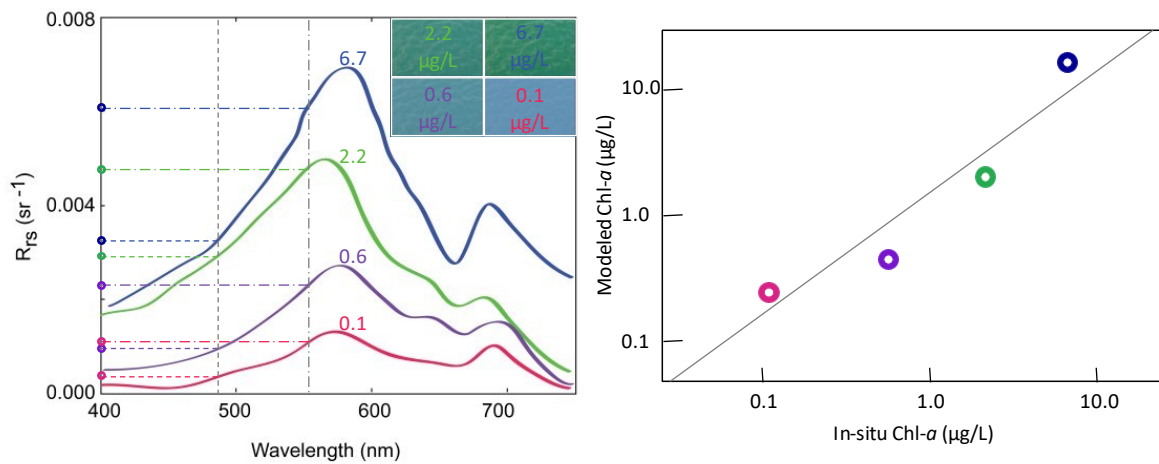 0.008
0.004
0.000
R_rs (sr⁻¹)
400
500
600
700
Wavelength (nm)
6.7
2.2
0.6
0.1
2.2
µg/L
6.7
µg/L
0.6
µg/L
0.1
µg/L
10.0
1.0
0.1
Modeled Chl-a (µg/L)
0.1
1.0
10.0
In-situ Chl-a (µg/L)